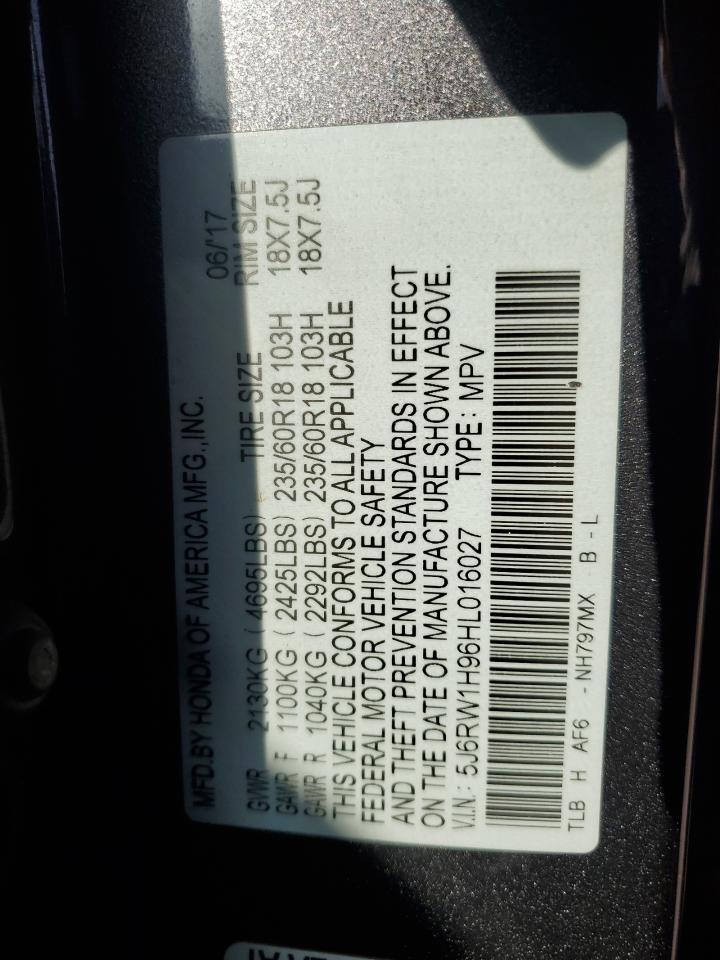 MFD.BY HONDA OF AMERICA MFG.,INC. 06/'17
GVWR 2130KG ( 4695LBS) TIRE SIZE RIM SIZE
GAWR F 1100KG ( 2425LBS) 235/60R18 103H 18X7.5J
GAWR R 1040KG ( 2292LBS) 235/60R18 103H 18X7.5J
THIS VEHICLE CONFORMS TO ALL APPLICABLE
FEDERAL MOTOR VEHICLE SAFETY
AND THEFT PREVENTION STANDARDS IN EFFECT
ON THE DATE OF MANUFACTURE SHOWN ABOVE.
V.I.N.: 5J6RW1H96HL016027 TYPE: MPV
TLB H AF6 - NH797MX B - L